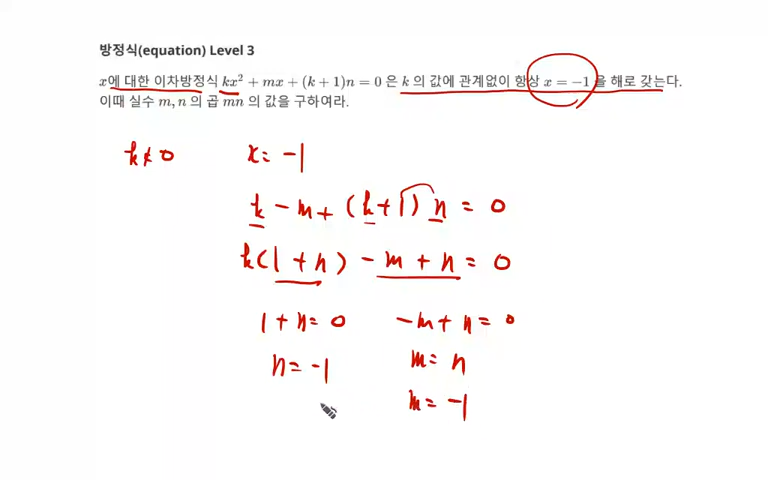 방정식(equation) Level 3
x에 대한 이차방정식 kx² + mx + (k + 1)n = 0 은 k 의 값에 관계없이 항상 x = −1 을 해로 갖는다.
이때 실수 m, n 의 곱 mn 의 값을 구하여라.
k ≠ 0 x = −1
k − m + (k + 1) n = 0
k(1 + n) − m + n = 0
1 + n = 0 −m + n = 0
n = −1 m = n
m = −1